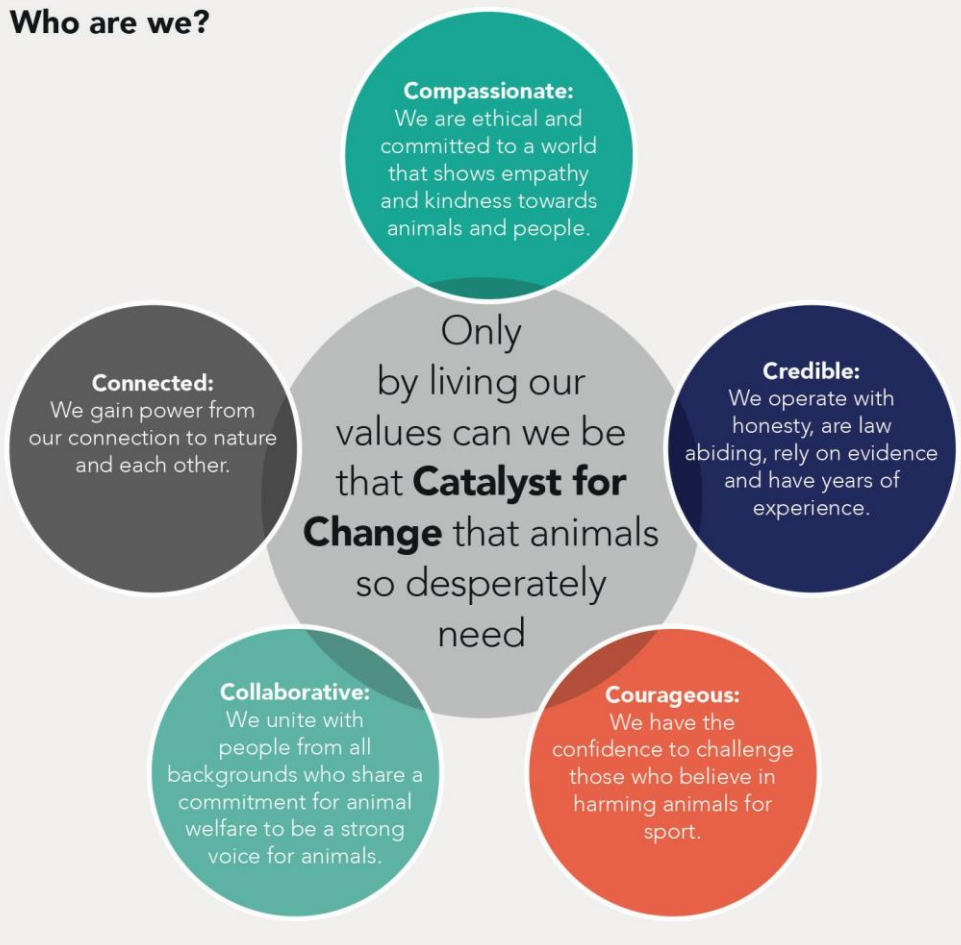 Who are we?
Compassionate:
We are ethical and
committed to a world
that shows empathy
and kindness towards
animals and people.
Only
by living our
values can we be
that Catalyst for
Change that animals
so desperately
need
Connected:
We gain power from
our connection to nature
and each other.
Credible:
We operate with
honesty, are law
abiding, rely on evidence
and have years of
experience.
Collaborative:
We unite with
people from all
backgrounds who share a
commitment for animal
welfare to be a strong
voice for animals.
Courageous:
We have the
confidence to challenge
those who believe in
harming animals for
sport.